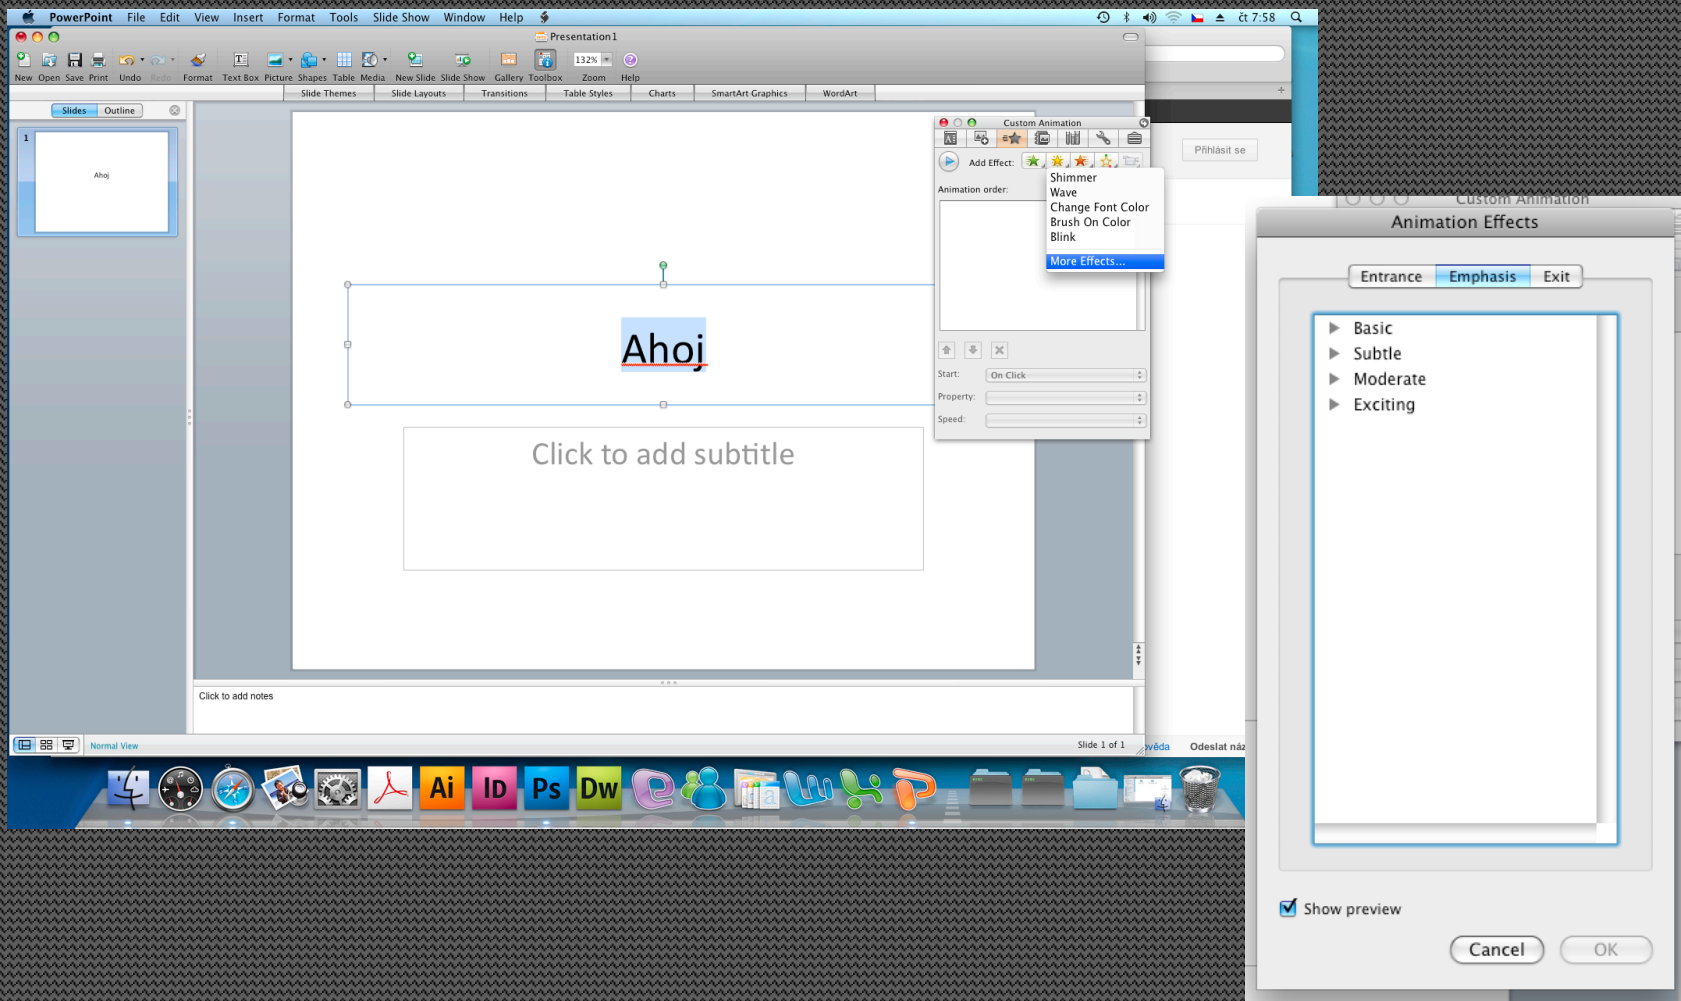 PowerPoint File Edit View Insert Format Tools Slide Show Window Help
čt 7:58
Presentation1
132%
New Open Save Print Undo Redo Format Text Box Picture Shapes Table Media New Slide Slide Show Gallery Toolbox Zoom Help
Slide Themes Slide Layouts Transitions Table Styles Charts SmartArt Graphics WordArt
Slides Outline
1
Ahoj
Ahoj
Click to add subtitle
Click to add notes
Normal View
Slide 1 of 1
Custom Animation
Add Effect:
Animation order:
Shimmer
Wave
Change Font Color
Brush On Color
Blink
More Effects...
Start: On Click
Property:
Speed:
Přihlásit se
Odeslat
Ai Id Ps Dw
Custom Animation
Animation Effects
Entrance Emphasis Exit
Basic
Subtle
Moderate
Exciting
Show preview
Cancel OK